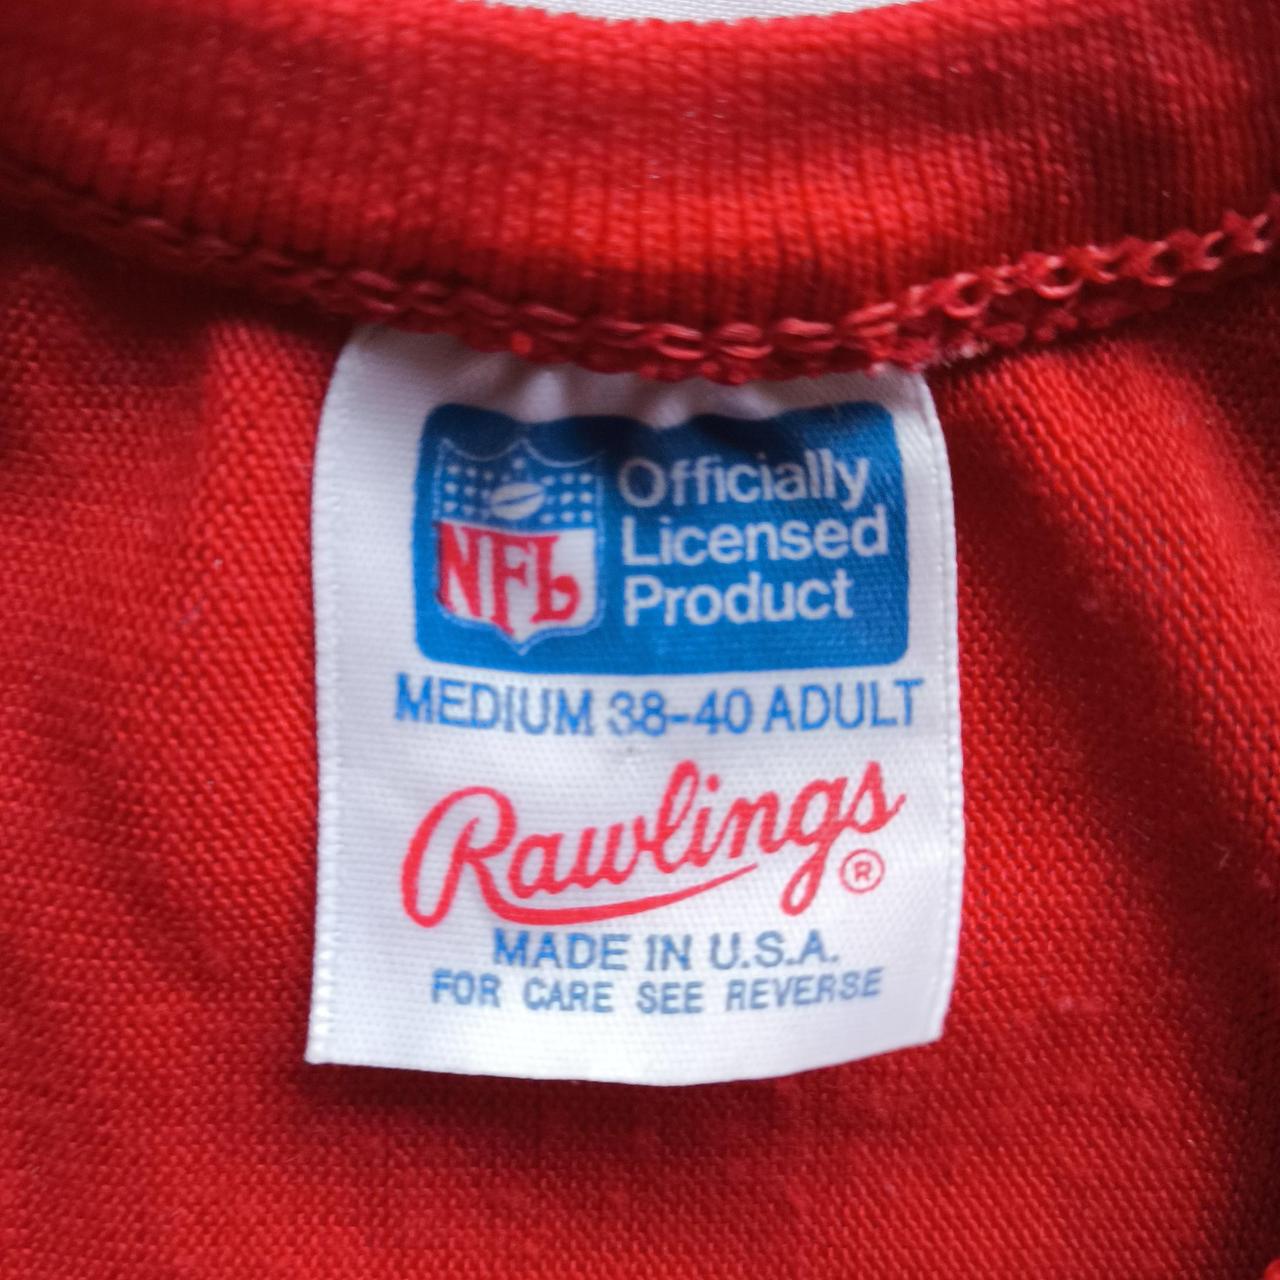 NFL
Officially
Licensed
Product
MEDIUM 38-40 ADULT
Rawlings®
MADE IN U.S.A.
FOR CARE SEE REVERSE